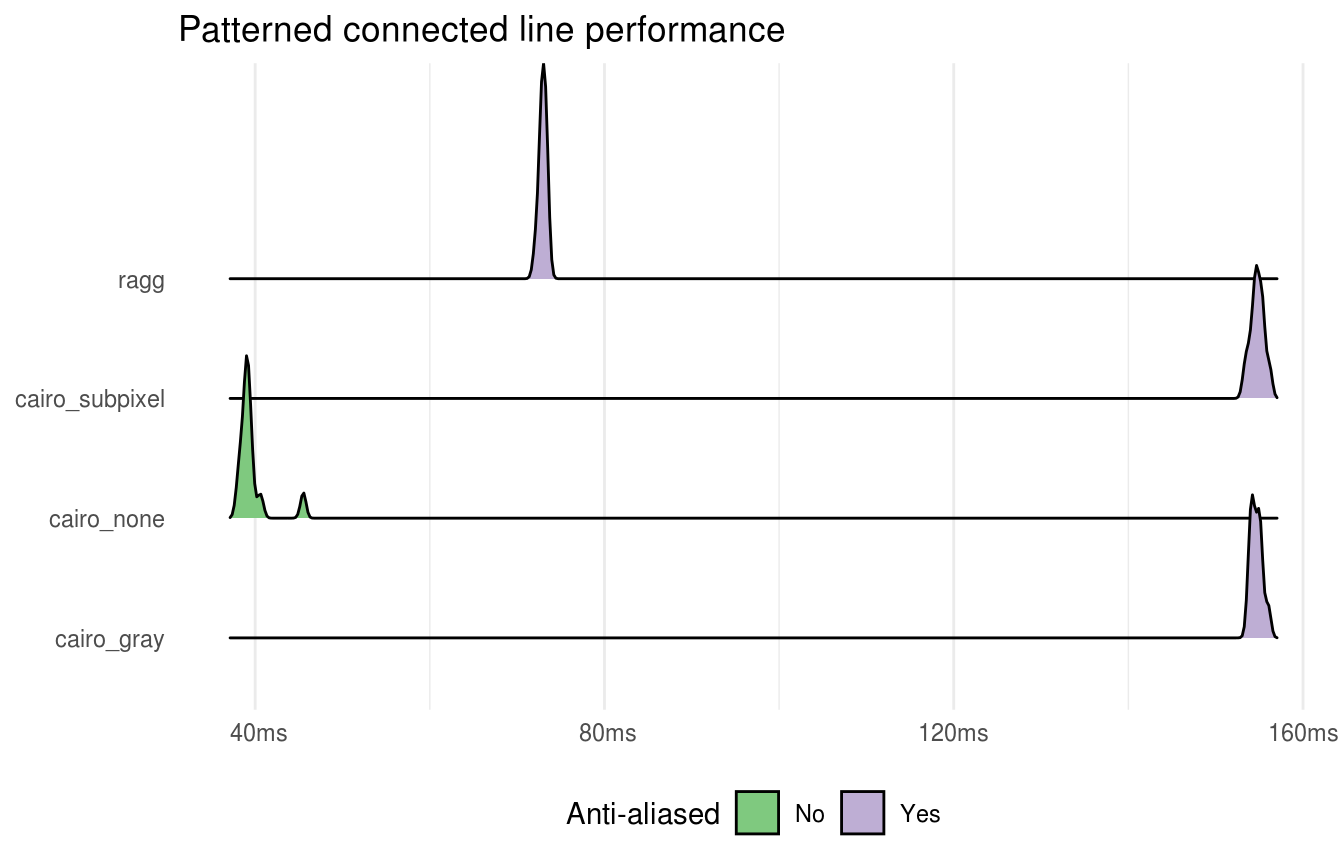 Patterned connected line performance
ragg
cairo_subpixel
cairo_none
cairo_gray
40ms 80ms 120ms 160ms
Anti-aliased No Yes